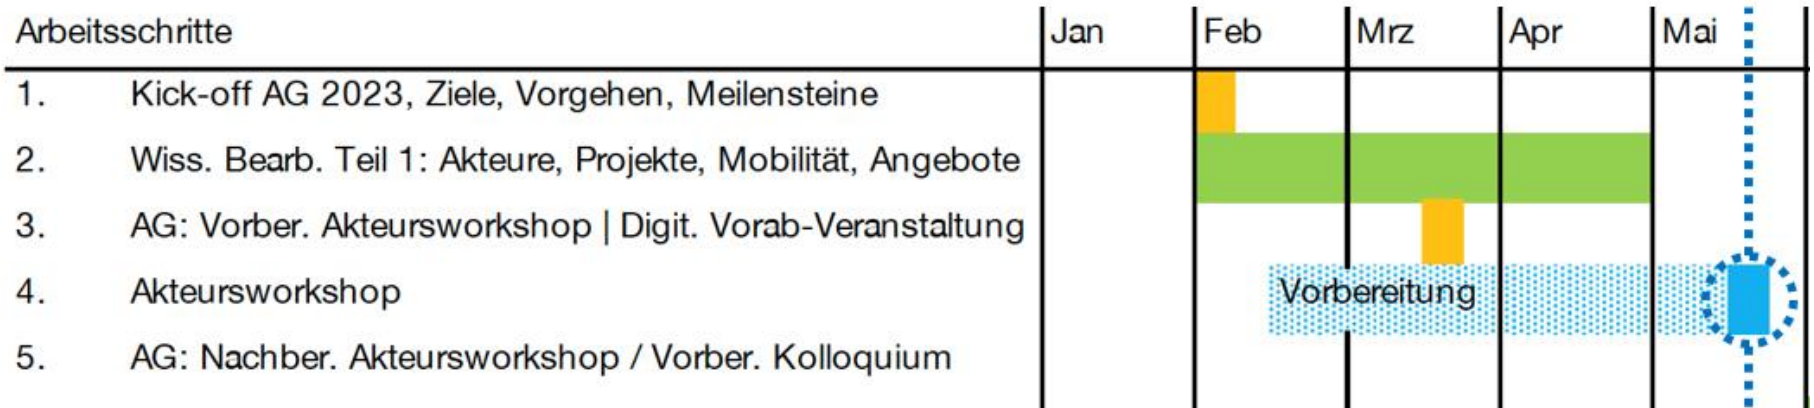 Arbeitsschritte Jan Feb Mrz Apr Mai
1. Kick-off AG 2023, Ziele, Vorgehen, Meilensteine
2. Wiss. Bearb. Teil 1: Akteure, Projekte, Mobilität, Angebote
3. AG: Vorber. Akteursworkshop | Digit. Vorab-Veranstaltung
4. Akteursworkshop Vorbereitung
5. AG: Nachber. Akteursworkshop / Vorber. Kolloquium